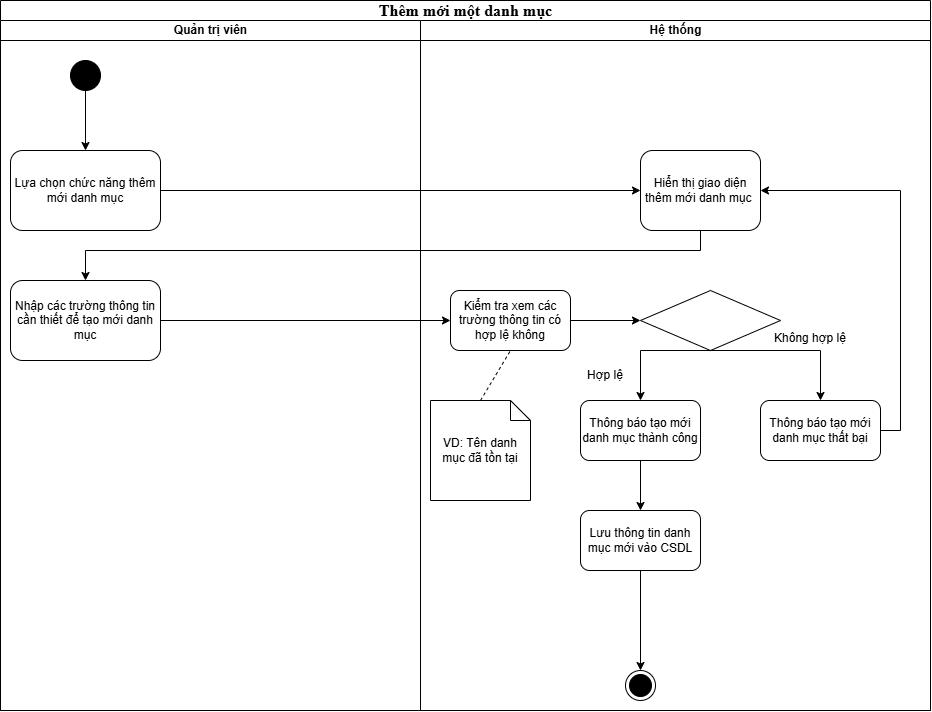 Thêm mới một danh mục
Quản trị viên
Hệ thống
Lựa chọn chức năng thêm
mới danh mục
Hiển thị giao diện
thêm mới danh mục
Nhập các trường thông tin
cần thiết để tạo mới danh
mục
Kiểm tra xem các
trường thông tin có
hợp lệ không
Không hợp lệ
Hợp lệ
VD: Tên danh
mục đã tồn tại
Thông báo tạo mới
danh mục thành công
Thông báo tạo mới
danh mục thất bại
Lưu thông tin danh
mục mới vào CSDL